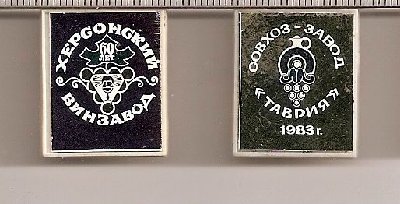 ХЕРСОНСКИЙ
60
ЛЕТ
ВИНЗАВОД
СОВХОЗ-ЗАВОД
"ТАВРИЯ"
1983 г.